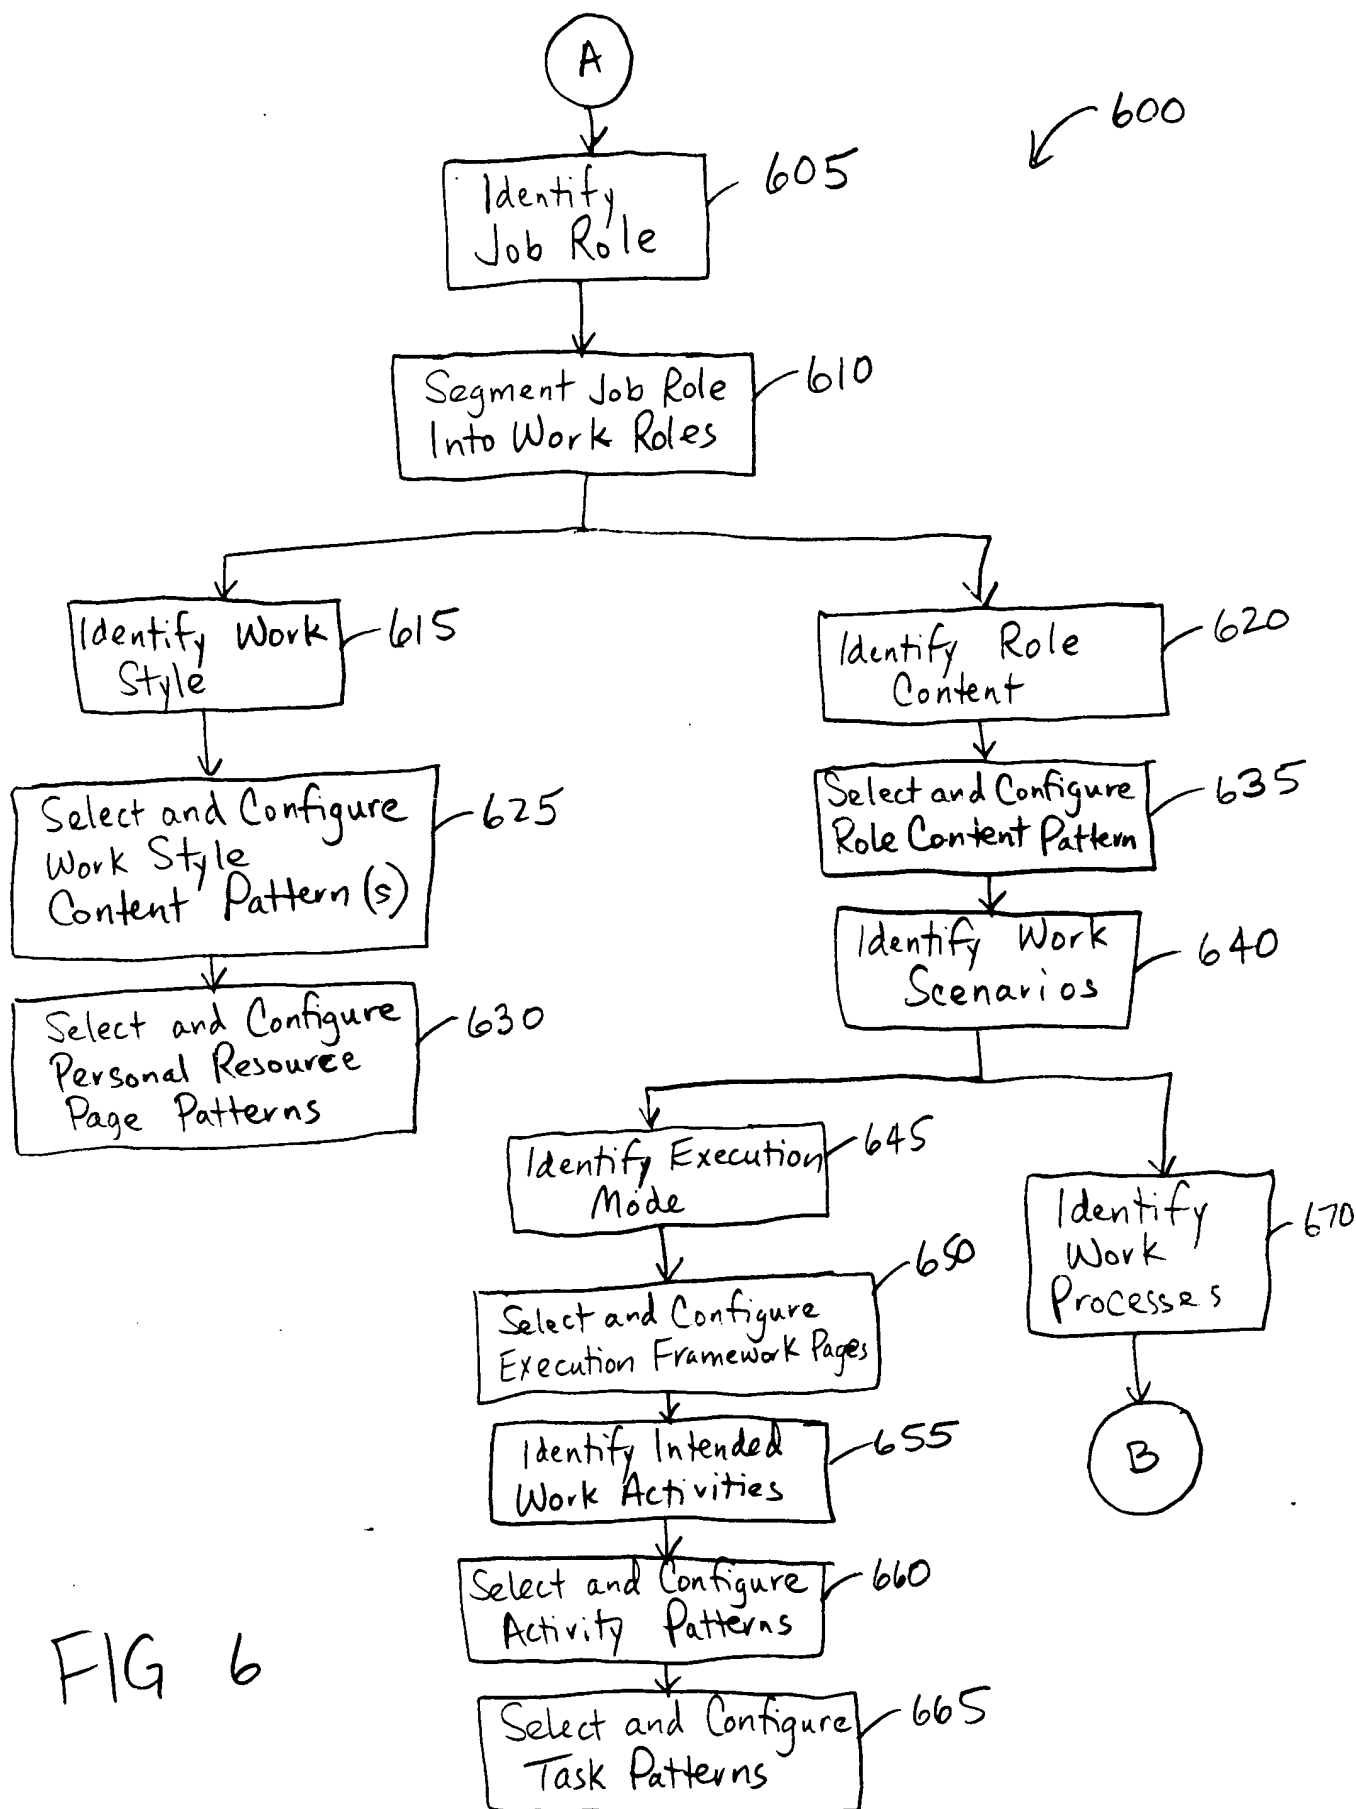 A
600
605
Identify
Job Role
610
Segment Job Role
Into Work Roles
615
Identify Work
Style
620
Identify Role
Content
625
Select and Configure
Work Style
Content Pattern(s)
635
Select and Configure
Role Content Pattern
640
Identify Work
Scenarios
630
Select and Configure
Personal Resource
Page Patterns
645
Identify Execution
Mode
670
Identify
Work
Processes
650
Select and Configure
Execution Framework Pages
655
Identify Intended
Work Activities
B
660
Select and Configure
Activity Patterns
665
Select and Configure
Task Patterns
FIG 6